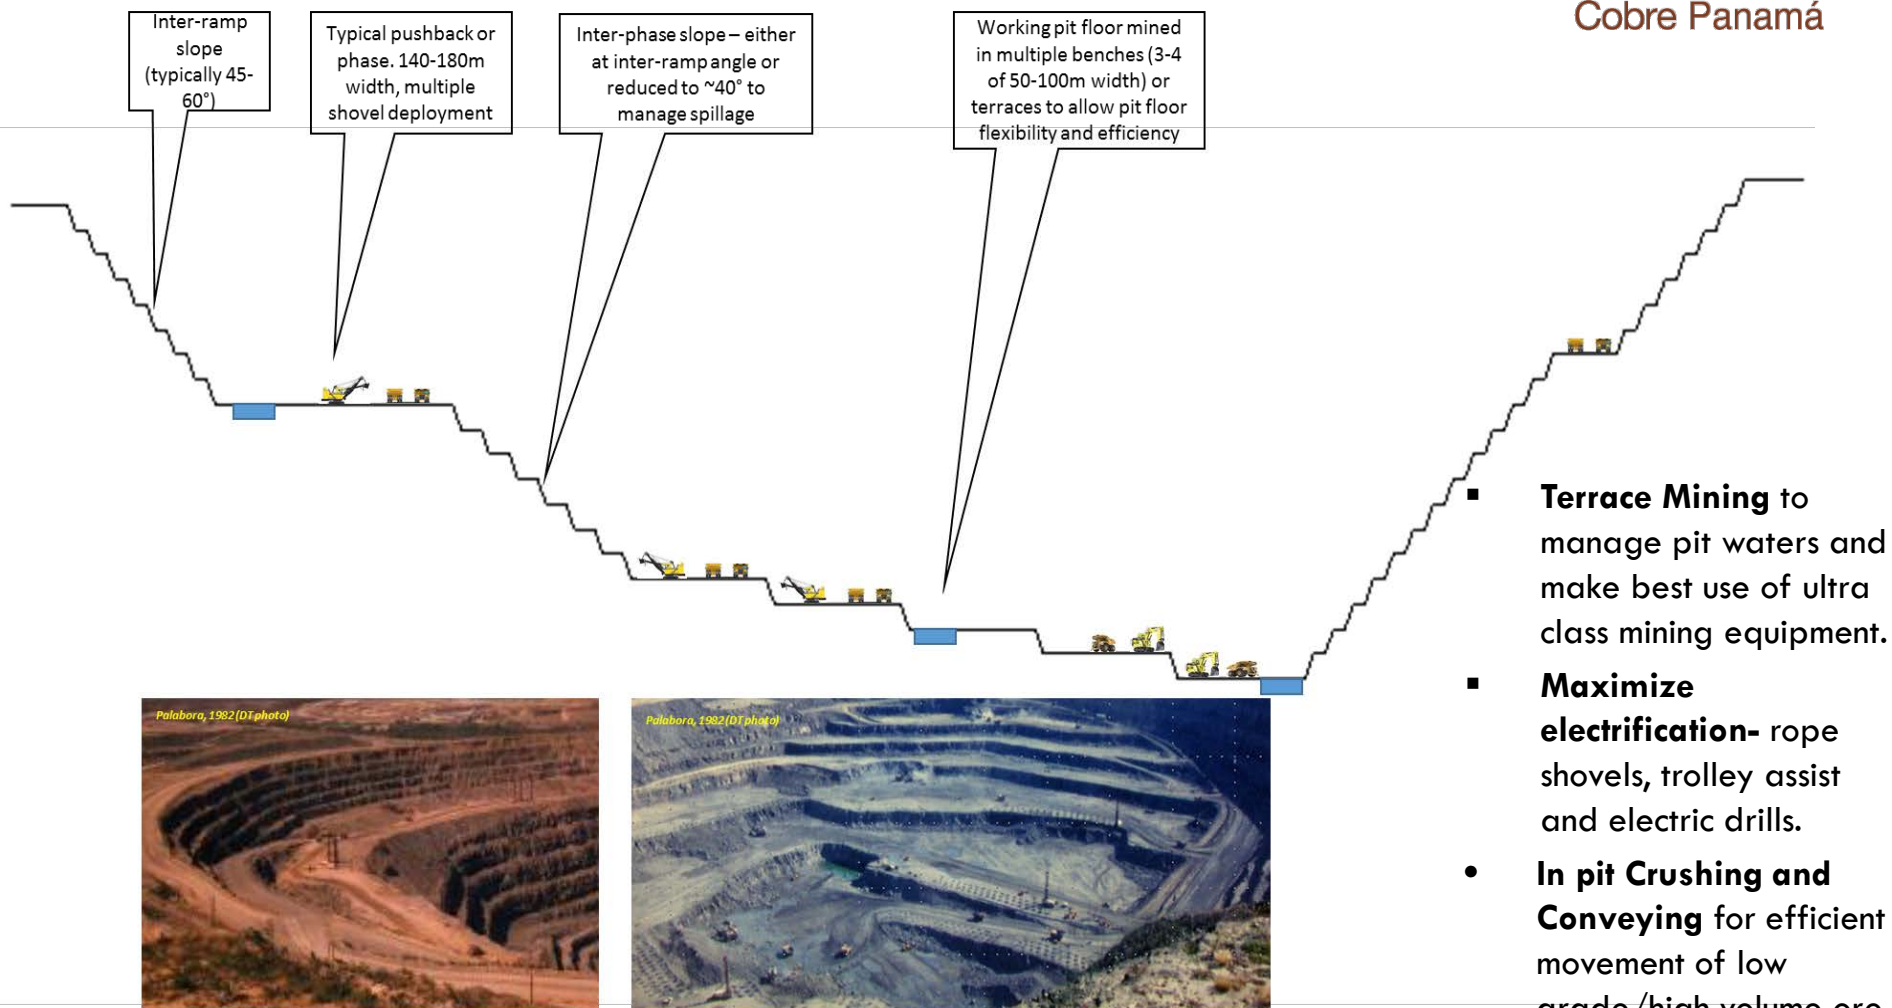 Cobre Panamá
Inter-ramp
slope
(typically 45-
60°)
Typical pushback or
phase. 140-180m
width, multiple
shovel deployment
Inter-phase slope – either
at inter-ramp angle or
reduced to ~40° to
manage spillage
Working pit floor mined
in multiple benches (3-4
of 50-100m width) or
terraces to allow pit floor
flexibility and efficiency
▪ Terrace Mining to
manage pit waters and
make best use of ultra
class mining equipment.
▪ Maximize
electrification- rope
shovels, trolley assist
and electric drills.
• In pit Crushing and
Conveying for efficient
movement of low
grade/high volume ore
Palabora, 1982 (DT photo)
Palabora, 1982 (DT photo)